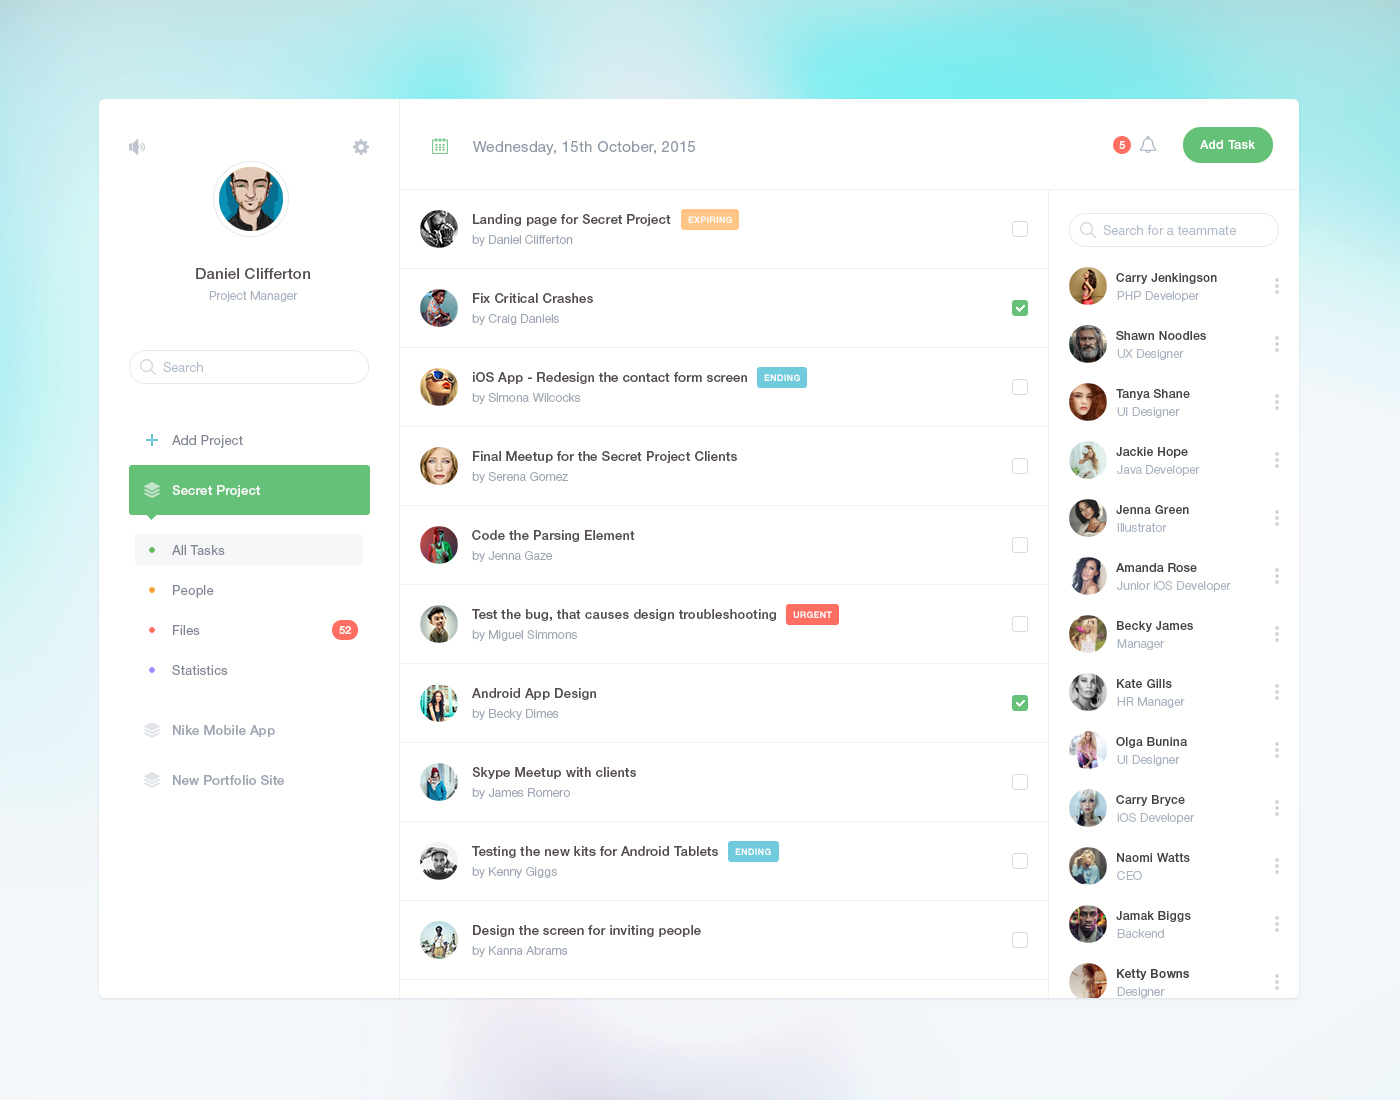 Daniel Clifferton
Project Manager
Search
Add Project
Secret Project
All Tasks
People
Files 52
Statistics
Nike Mobile App
New Portfolio Site
Wednesday, 15th October, 2015
5
Add Task
Landing page for Secret Project EXPIRING
by Daniel Clifferton
Fix Critical Crashes
by Craig Daniels
iOS App - Redesign the contact form screen ENDING
by Simona Wilcocks
Final Meetup for the Secret Project Clients
by Serena Gomez
Code the Parsing Element
by Jenna Gaze
Test the bug, that causes design troubleshooting URGENT
by Miguel Simmons
Android App Design
by Becky Dimes
Skype Meetup with clients
by James Romero
Testing the new kits for Android Tablets ENDING
by Kenny Giggs
Design the screen for inviting people
by Kanna Abrams
Search for a teammate
Carry Jenkingson
PHP Developer
Shawn Noodles
UX Designer
Tanya Shane
UI Designer
Jackie Hope
Java Developer
Jenna Green
Illustrator
Amanda Rose
Junior iOS Developer
Becky James
Manager
Kate Gills
HR Manager
Olga Bunina
UI Designer
Carry Bryce
iOS Developer
Naomi Watts
CEO
Jamak Biggs
Backend
Ketty Bowns
Designer